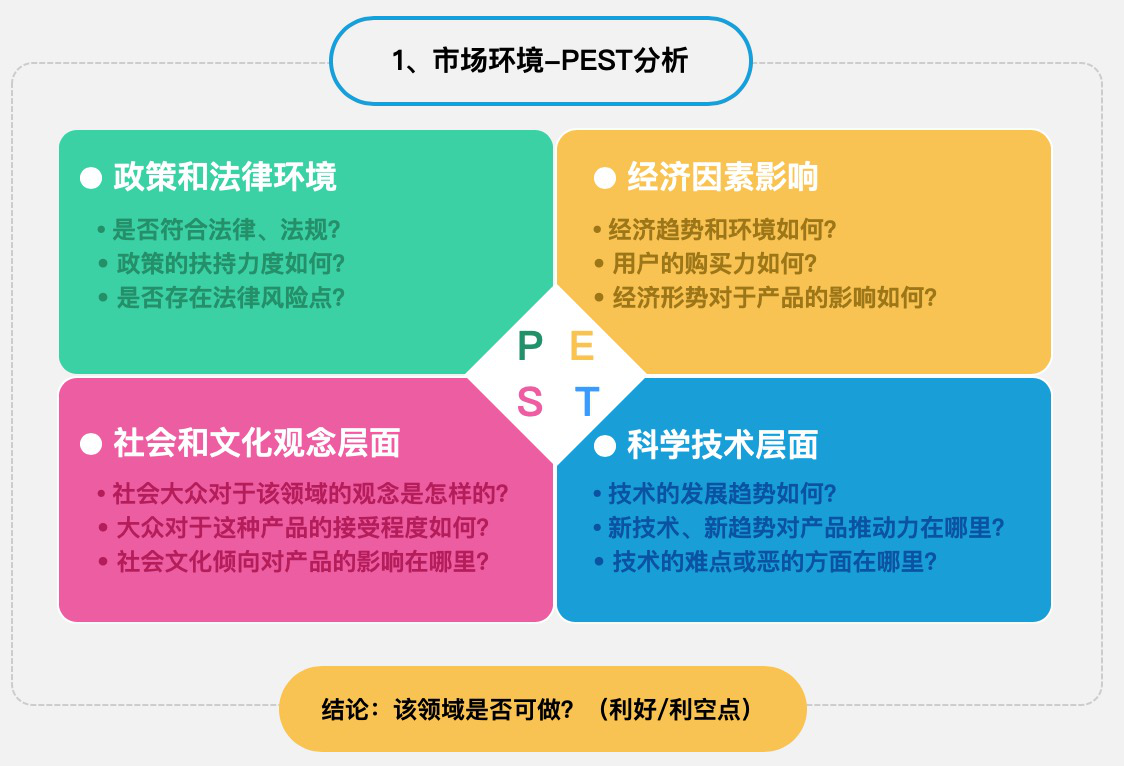 1、市场环境-PEST分析
● 政策和法律环境
• 是否符合法律、法规?
• 政策的扶持力度如何?
• 是否存在法律风险点?
● 经济因素影响
• 经济趋势和环境如何?
• 用户的购买力如何?
• 经济形势对于产品的影响如何?
P E
S T
● 社会和文化观念层面
• 社会大众对于该领域的观念是怎样的?
• 大众对于这种产品的接受程度如何?
• 社会文化倾向对产品的影响在哪里?
● 科学技术层面
• 技术的发展趋势如何?
• 新技术、新趋势对产品推动力在哪里?
• 技术的难点或恶的方面在哪里?
结论：该领域是否可做？（利好/利空点）